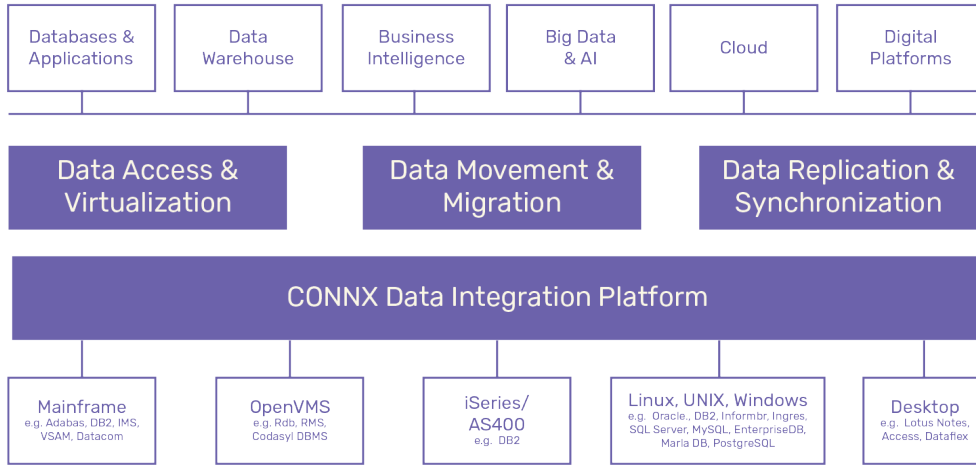 Databases &
Applications
Data
Warehouse
Business
Intelligence
Big Data
& AI
Cloud
Digital
Platforms
Data Access &
Virtualization
Data Movement &
Migration
Data Replication &
Synchronization
CONNX Data Integration Platform
Mainframe
e.g. Adabas, DB2, IMS,
VSAM, Datacom
OpenVMS
e.g. Rdb, RMS,
Codasyl DBMS
iSeries/
AS400
e.g. DB2
Linux, UNIX, Windows
e.g. Oracle., DB2, Informbr, Ingres,
SQL Server, MySQL, EnterpriseDB,
Maria DB, PostgreSQL
Desktop
e.g. Lotus Notes,
Access, Dataflex